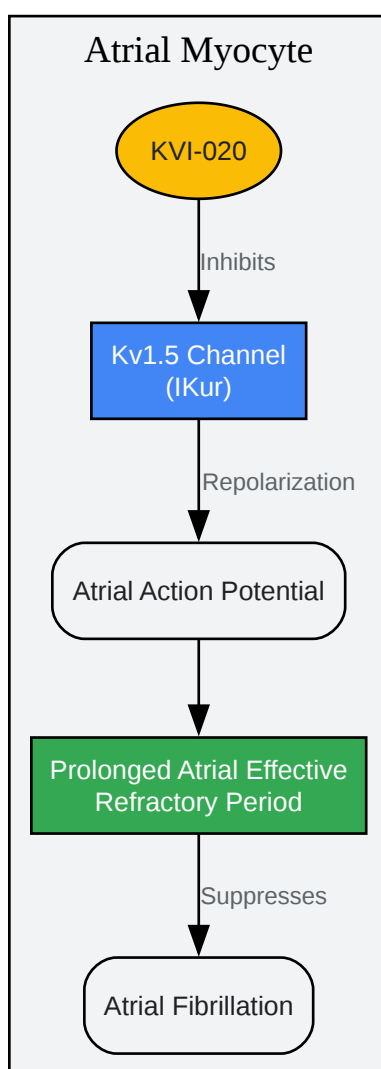 Atrial Myocyte
KVI-020
Inhibits
Kv1.5 Channel
(IKur)
Repolarization
Atrial Action Potential
Prolonged Atrial Effective
Refractory Period
Suppresses
Atrial Fibrillation